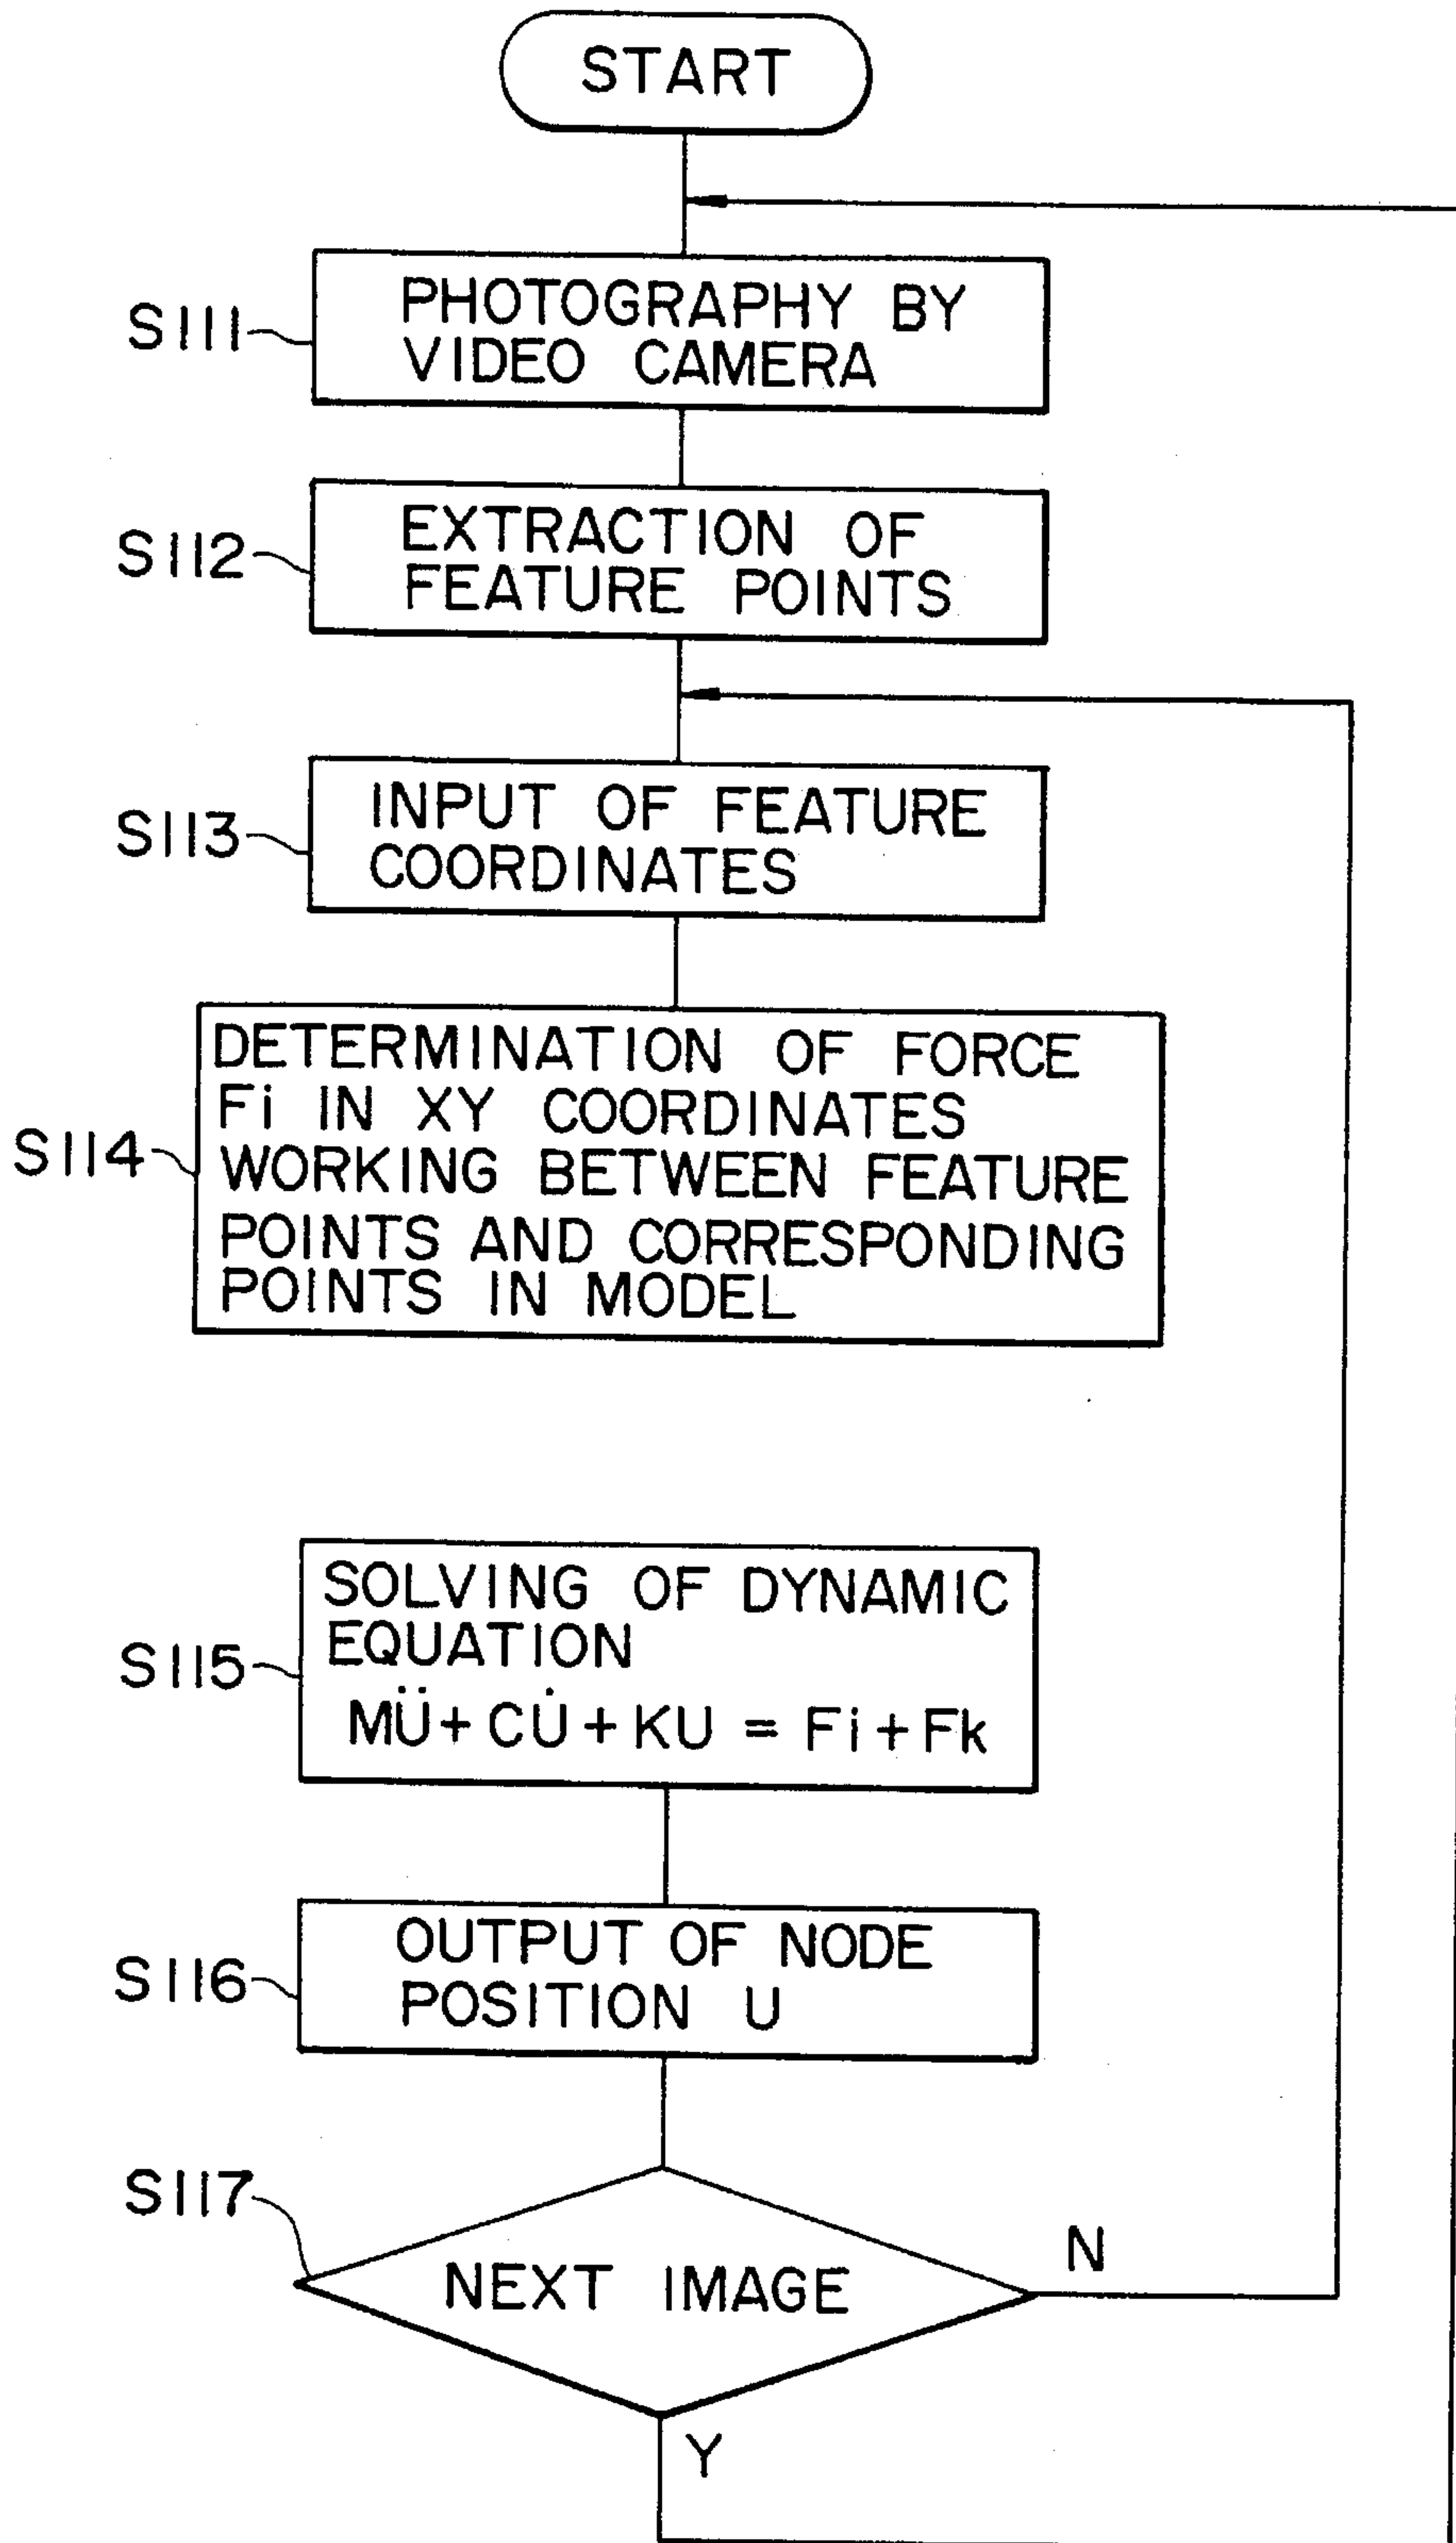 START
S111
PHOTOGRAPHY BY
VIDEO CAMERA
S112
EXTRACTION OF
FEATURE POINTS
S113
INPUT OF FEATURE
COORDINATES
S114
DETERMINATION OF FORCE
Fi IN XY COORDINATES
WORKING BETWEEN FEATURE
POINTS AND CORRESPONDING
POINTS IN MODEL
S115
SOLVING OF DYNAMIC
EQUATION
MÜ + CU̇ + KU = Fi + Fk
S116
OUTPUT OF NODE
POSITION U
S117
NEXT IMAGE
N
Y